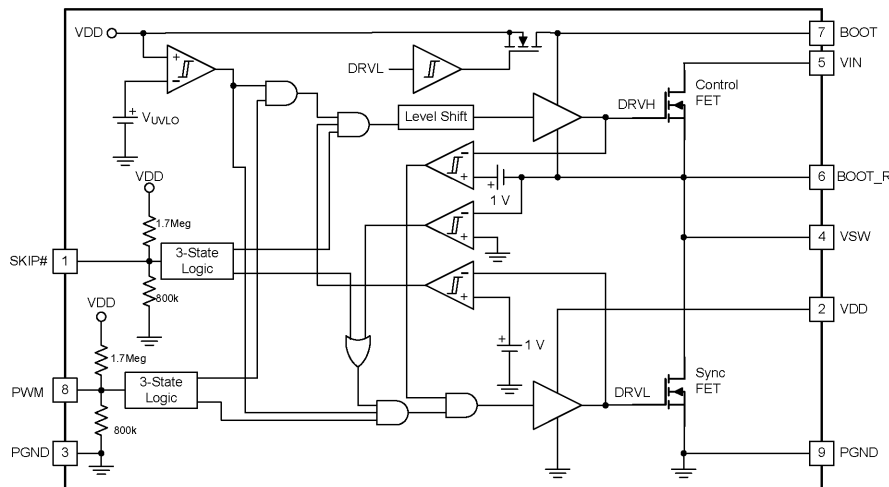 VDD
7
BOOT
DRVL
5
VIN
Control
FET
DRVH
+
−
+
VUVLO
Level Shift
−
+
+
1 V
6
BOOT_R
VDD
1.7Meg
−
+
4
VSW
SKIP#
1
3-State
Logic
−
+
800k
VDD
2
VDD
+
1 V
1.7Meg
3-State
Logic
PWM
8
DRVL
Sync
FET
800k
PGND
3
9
PGND